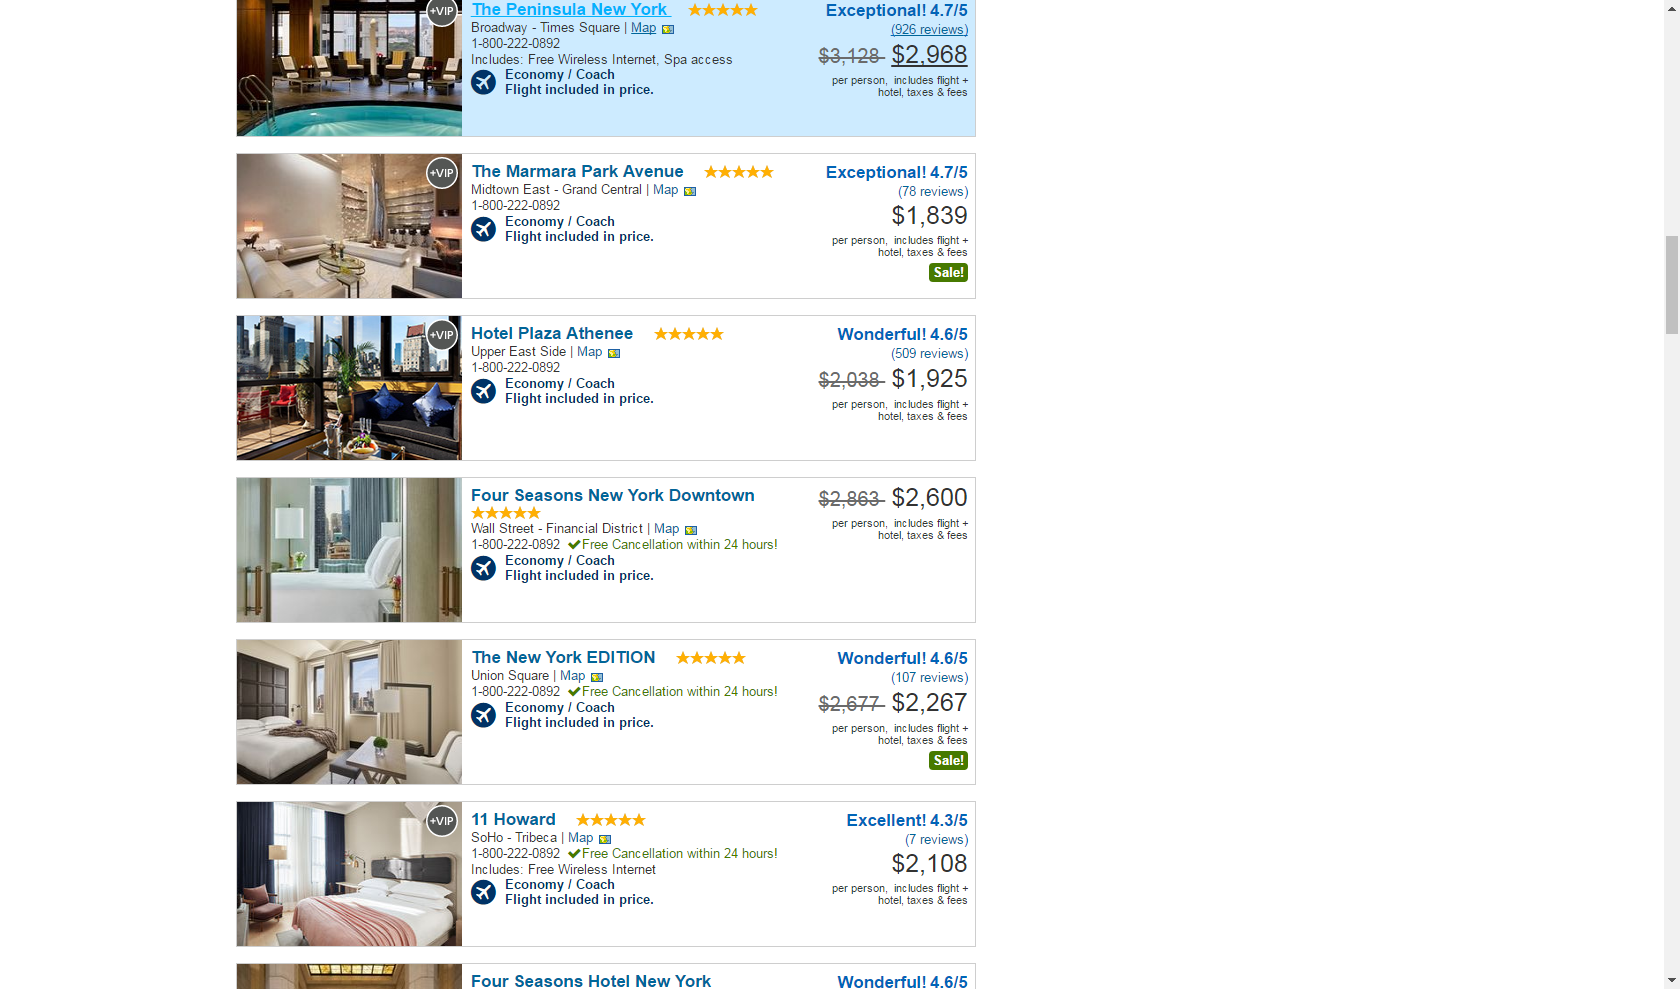 +VIP
The Peninsula New York
Exceptional! 4.7/5
Broadway - Times Square | Map
(926 reviews)
1-800-222-0892
$3,128 $2,968
Includes: Free Wireless Internet, Spa access
Economy / Coach
Flight included in price.
per person, includes flight +
hotel, taxes & fees
+VIP
The Marmara Park Avenue
Exceptional! 4.7/5
Midtown East - Grand Central | Map
(78 reviews)
1-800-222-0892
$1,839
Economy / Coach
Flight included in price.
per person, includes flight +
hotel, taxes & fees
Sale!
+VIP
Hotel Plaza Athenee
Wonderful! 4.6/5
Upper East Side | Map
(509 reviews)
1-800-222-0892
$2,038 $1,925
Economy / Coach
Flight included in price.
per person, includes flight +
hotel, taxes & fees
Four Seasons New York Downtown
$2,863 $2,600
Wall Street - Financial District | Map
per person, includes flight +
hotel, taxes & fees
1-800-222-0892 Free Cancellation within 24 hours!
Economy / Coach
Flight included in price.
The New York EDITION
Wonderful! 4.6/5
Union Square | Map
(107 reviews)
1-800-222-0892 Free Cancellation within 24 hours!
$2,677 $2,267
Economy / Coach
Flight included in price.
per person, includes flight +
hotel, taxes & fees
Sale!
+VIP
11 Howard
Excellent! 4.3/5
SoHo - Tribeca | Map
(7 reviews)
1-800-222-0892 Free Cancellation within 24 hours!
$2,108
Includes: Free Wireless Internet
Economy / Coach
Flight included in price.
per person, includes flight +
hotel, taxes & fees
Four Seasons Hotel New York
Wonderful! 4.6/5